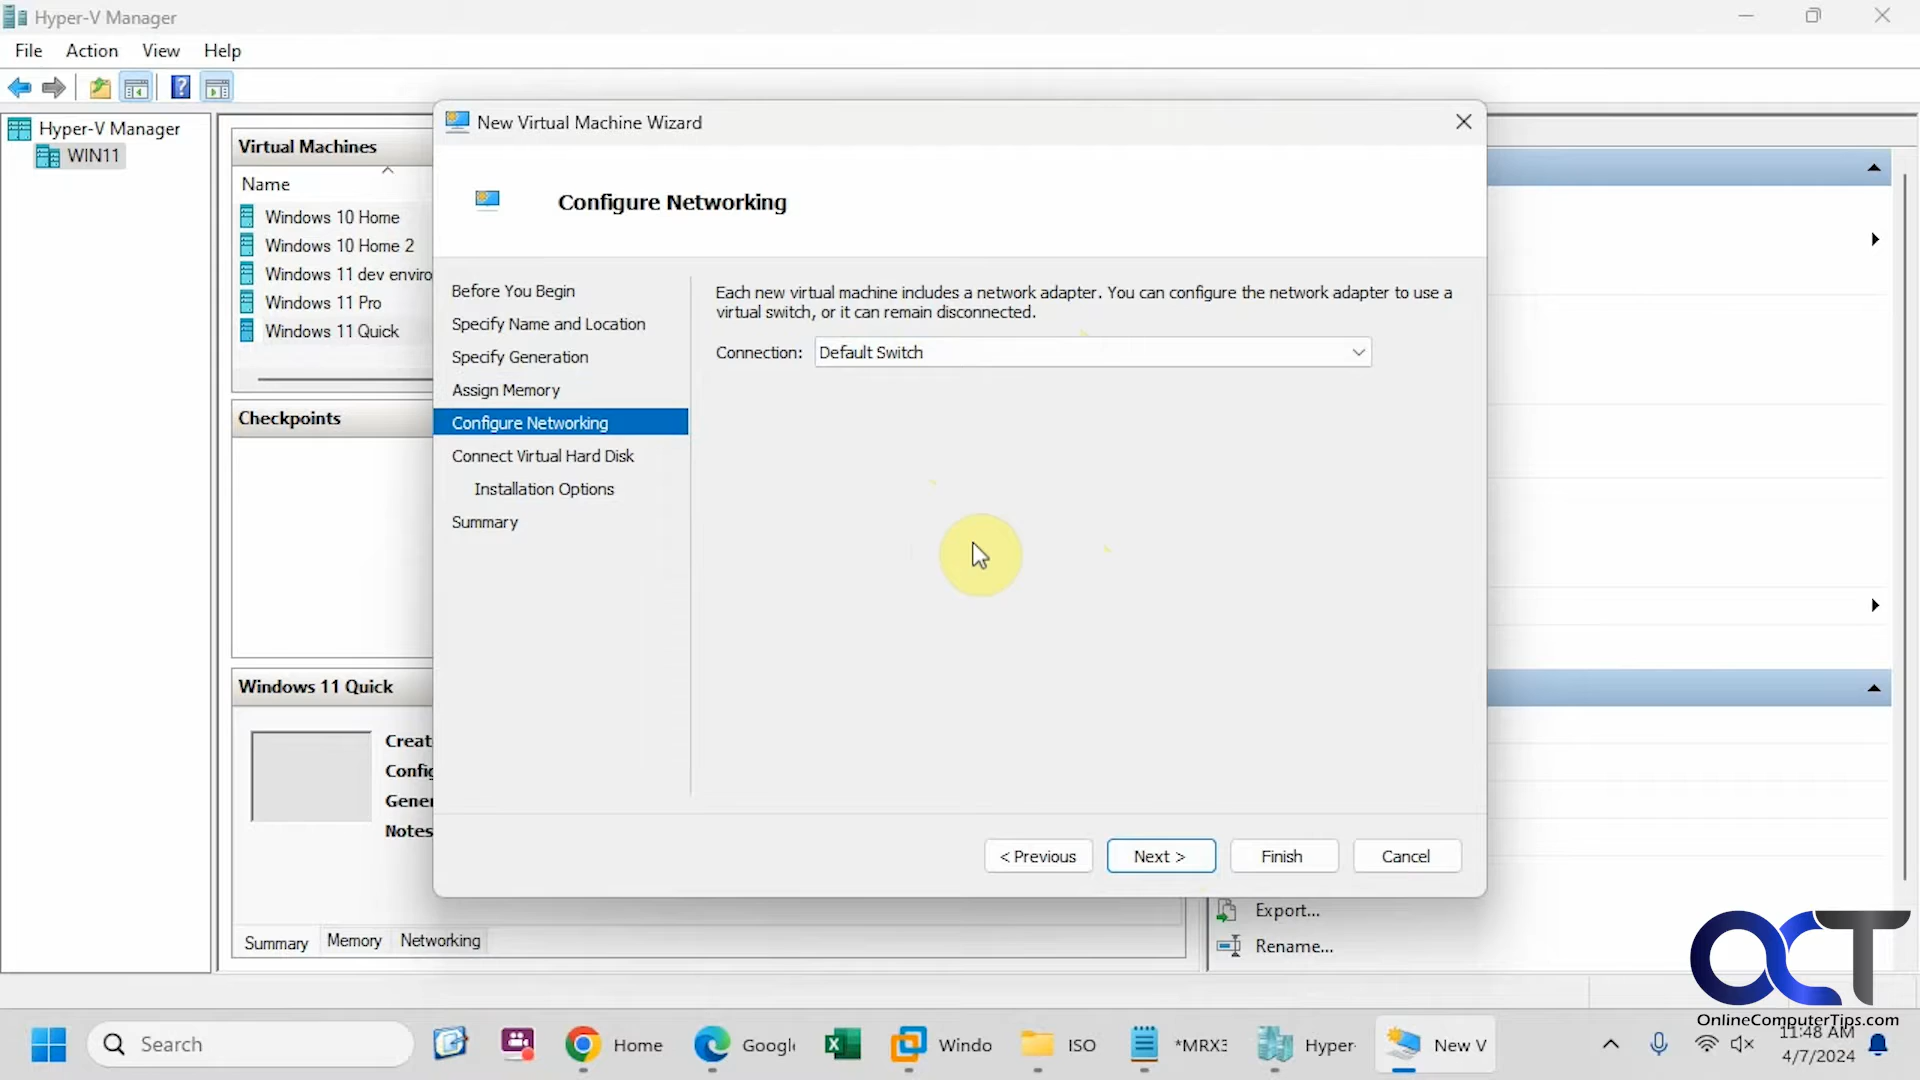 Hyper-V Manager
File Action View Help
Hyper-V Manager
WIN11
Virtual Machines
Name
Windows 10 Home
Windows 10 Home 2
Windows 11 dev enviro
Windows 11 Pro
Windows 11 Quick
Checkpoints
Windows 11 Quick
Creat
Config
Gener
Notes
Summary Memory Networking
New Virtual Machine Wizard
Configure Networking
Before You Begin
Specify Name and Location
Specify Generation
Assign Memory
Configure Networking
Connect Virtual Hard Disk
Installation Options
Summary
Each new virtual machine includes a network adapter. You can configure the network adapter to use a
virtual switch, or it can remain disconnected.
Connection: Default Switch
< Previous Next > Finish Cancel
Export...
Rename...
OCT
OnlineComputerTips.com
Search Home Googl Windo ISO *MRX3 Hyper- New V
11:48 AM
4/7/2024